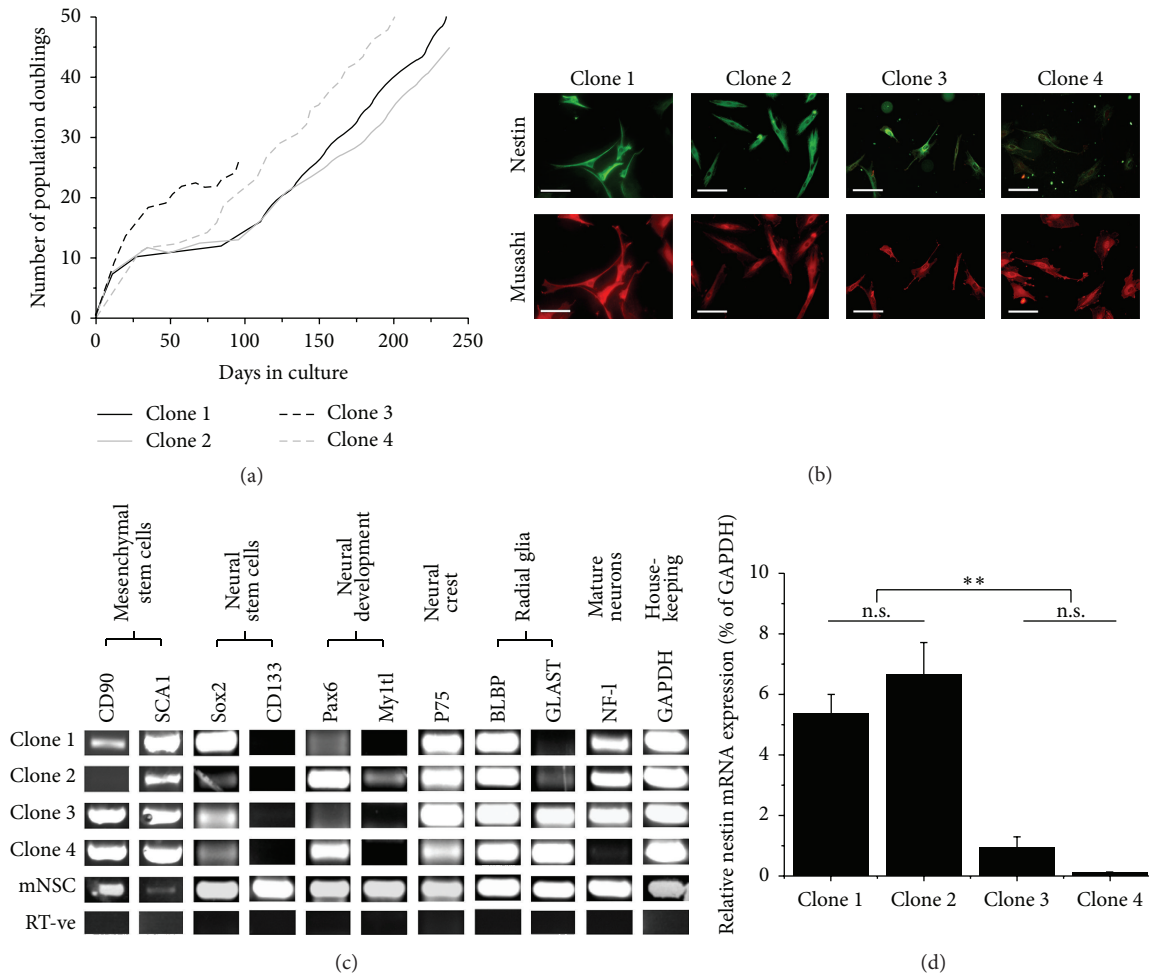 50
40
30
20
10
0
Number of population doublings
0 50 100 150 200 250
Days in culture
Clone 1
Clone 2
Clone 3
Clone 4
(a)
Clone 1 Clone 2 Clone 3 Clone 4
Nestin
Musashi
(b)
Mesenchymal stem cells
Neural stem cells
Neural development
Neural crest
Radial glia
Mature neurons
House-keeping
CD90 SCA1 Sox2 CD133 Pax6 My1tl P75 BLBP GLAST NF-1 GAPDH
Clone 1
Clone 2
Clone 3
Clone 4
mNSC
RT-ve
(c)
Relative nestin mRNA expression (% of GAPDH)
10
8
6
4
2
0
**
n.s. n.s.
Clone 1 Clone 2 Clone 3 Clone 4
(d)